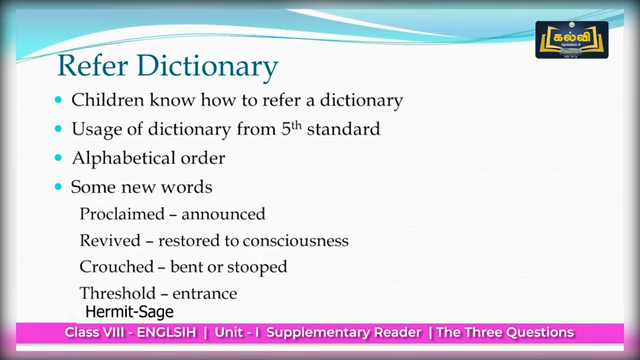 கல்வி
Refer Dictionary
Children know how to refer a dictionary
Usage of dictionary from 5th standard
Alphabetical order
Some new words
Proclaimed – announced
Revived – restored to consciousness
Crouched – bent or stooped
Threshold – entrance
Hermit-Sage
Class VIII - ENGLSIH | Unit - I Supplementary Reader | The Three Questions